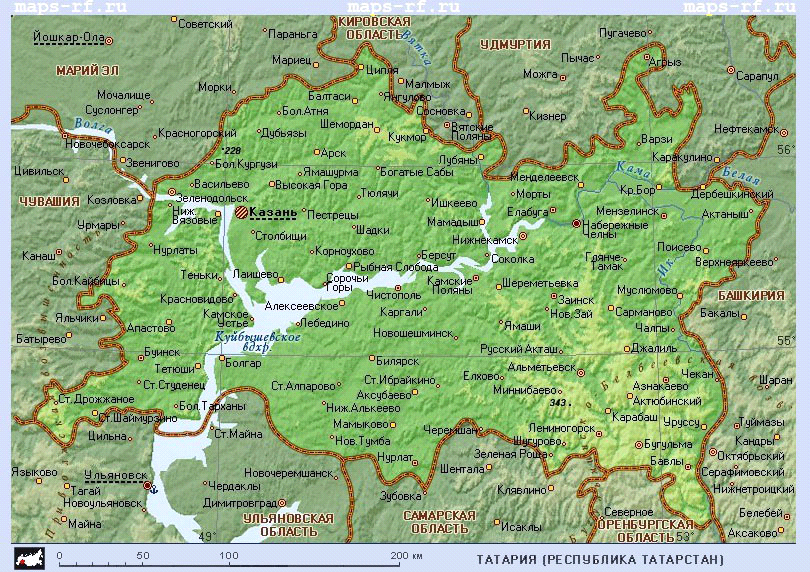 maps-rf.ru maps-rf.ru maps-rf.ru
Советский
КИРОВСКАЯ
ОБЛАСТЬ
Пугачево
Йошкар-Ола
Параньга
Вятка
УДМУРТИЯ
Мариец
Пычас
Агрыз
МАРИЙ ЭЛ
Ципля
Можга
Сарапул
Морки
Малмыж
Мочалище
Балтаси
Янгулово
Суслонгер
Бол.Атня
Сосновка
Кизнер
Волга
Шемордан
Вятские
Поляны
Нефтекамск
Красногорский
Дубъязы
Кукмор
Варзи
Новочебоксарск
228
Арск
Лубяны
Каракулино
56°
Звенигово
Бол.Кургузи
Кама
Белая
Цивильск
Ямашурма
Богатые Сабы
Менделеевск
Васильево
Высокая Гора
Кр.Бор
ЧУВАШИЯ
Козловка
Зеленодольск
Тюлячи
Морты
Дербешкинский
Ниж.
Вязовые
Казань
Пестрецы
Ишкеево
Елабуга
Мензелинск
Актаныш
Урмары
Шадки
Мамадыш
Набережные
Челны
Столбищи
Нижнекамск
Канаш
Нурлаты
Корноухово
Берсут
Соколка
Поисево
Рыбная Слобода
Глянче-
Тамак
Ик
Верхнеяркеево
Бол.Кайбицы
Теньки
Лаишево
Сорочьи
Горы
Камские
Поляны
Шереметьевка
Красновидово
Чистополь
Муслюмово
БАШКИРИЯ
Алексеевское
Заинск
Яльчики
Апастово
Камское
Устье
Каргали
Нов.Зай
Сарманово
Бакалы
Лебедино
Ямаши
Чалпы
Батырево
Куйбышевское
вдхр.
Новошешминск
55°
Буинск
Русский Акташ
Джалиль
Тетюши
Болгар
Билярск
Альметьевск
Чекан
Ст.Студенец
Ст.Алпарово
Ст.Ибрайкино
Елхово
Азнакаево
Шаран
Аксубаево
Миннибаево
Ст.Дрожжаное
Актюбинский
Бол.Тарханы
Ниж.Алькеево
343
Ст.Шаймурзино
Карабаш
Мамыково
Черемшан
Лениногорск
Уруссу
Туймазы
Цильна
Ст.Майна
Нов.Тумба
Шугурово
Бугульма
Кандры
Зеленая Роща
Октябрьский
Нурлат
Бавлы
Языково
Ульяновск
Новочеремшанск
Шентала
Серафимовский
Тагай
Чердаклы
Зубовка
Клявлино
Нижнетроицкий
Новоульяновск
Димитровград
Северное
Белебей
Майна
УЛЬЯНОВСКАЯ
ОБЛАСТЬ
САМАРСКАЯ
ОБЛАСТЬ
Исаклы
ОРЕНБУРГСКАЯ
ОБЛАСТЬ
Аксаково
49°
53°
0 50 100 200 км
ТАТАРИЯ (РЕСПУБЛИКА ТАТАРСТАН)